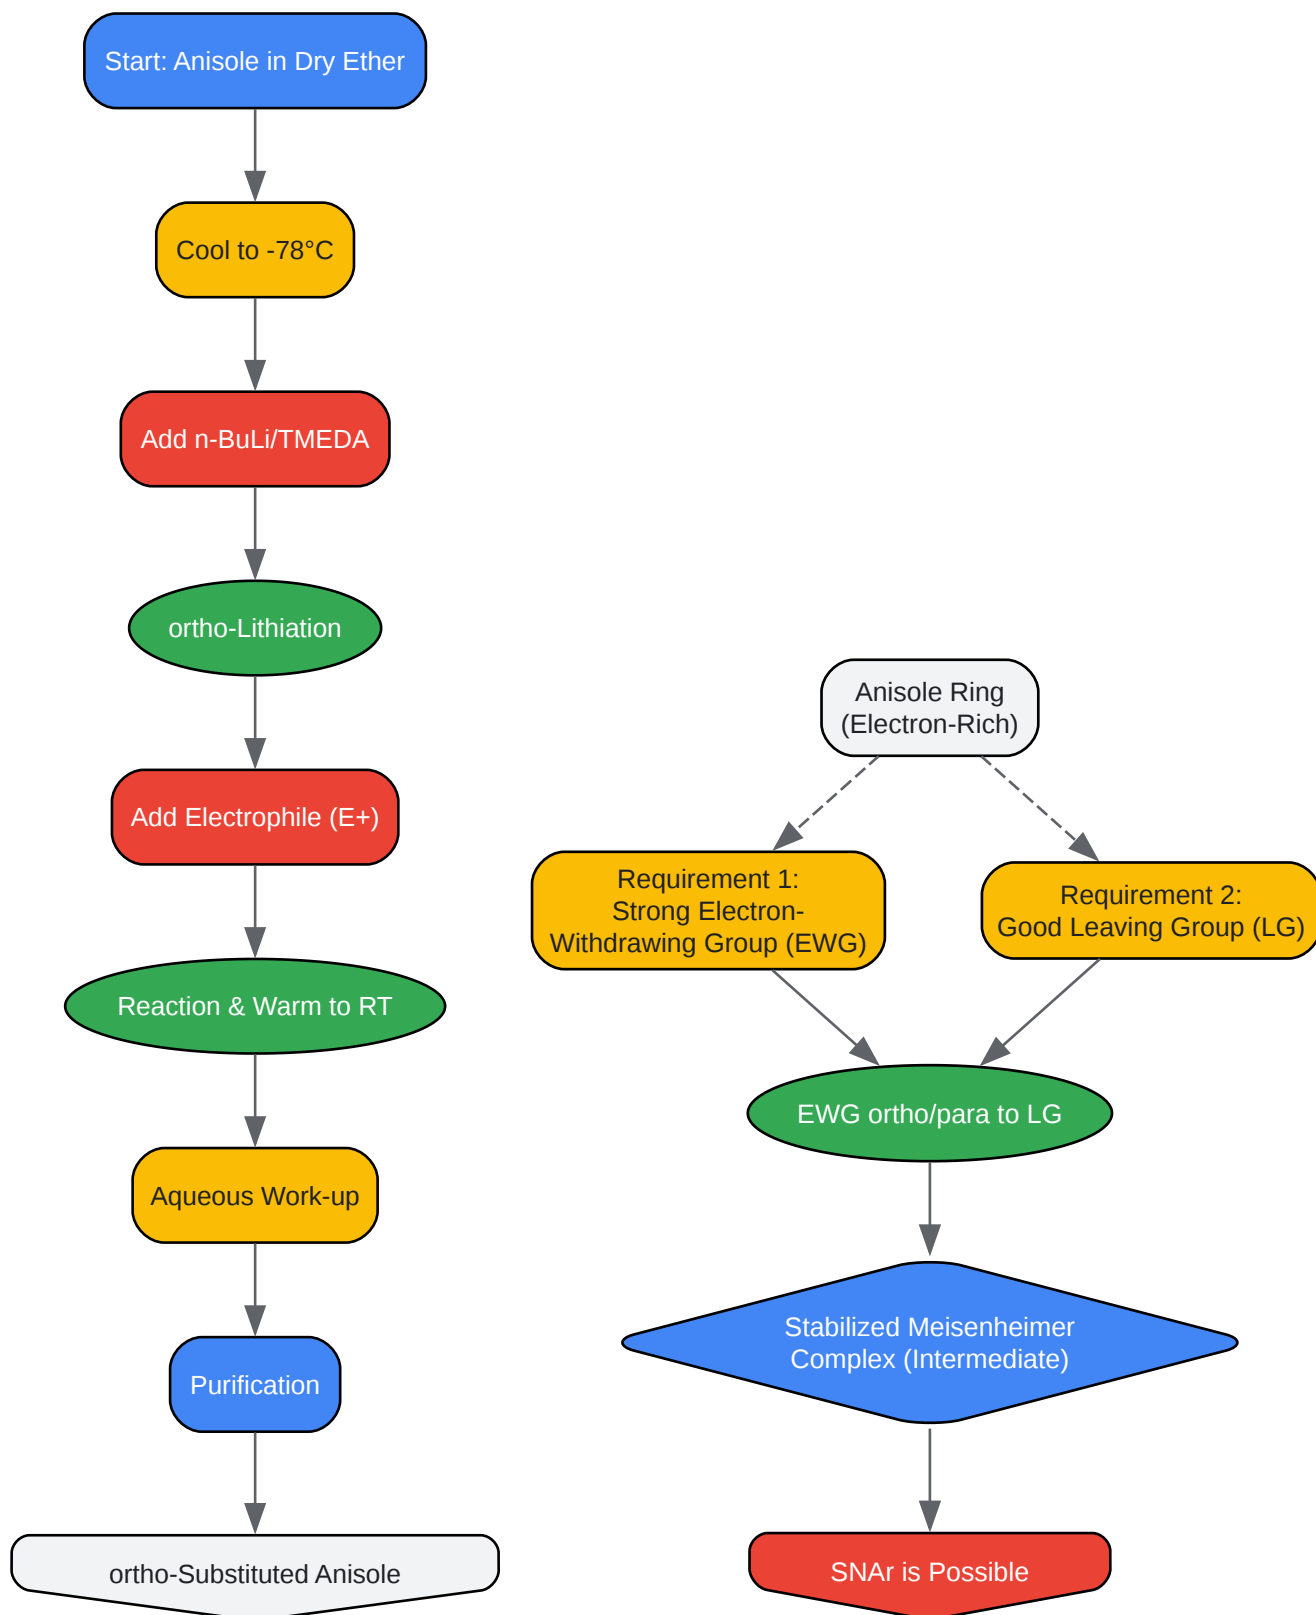 Start: Anisole in Dry Ether
Cool to -78°C
Add n-BuLi/TMEDA
ortho-Lithiation
Add Electrophile (E+)
Reaction & Warm to RT
Aqueous Work-up
Purification
ortho-Substituted Anisole
Anisole Ring
(Electron-Rich)
Requirement 1:
Strong Electron-
Withdrawing Group (EWG)
Requirement 2:
Good Leaving Group (LG)
EWG ortho/para to LG
Stabilized Meisenheimer
Complex (Intermediate)
SNAr is Possible